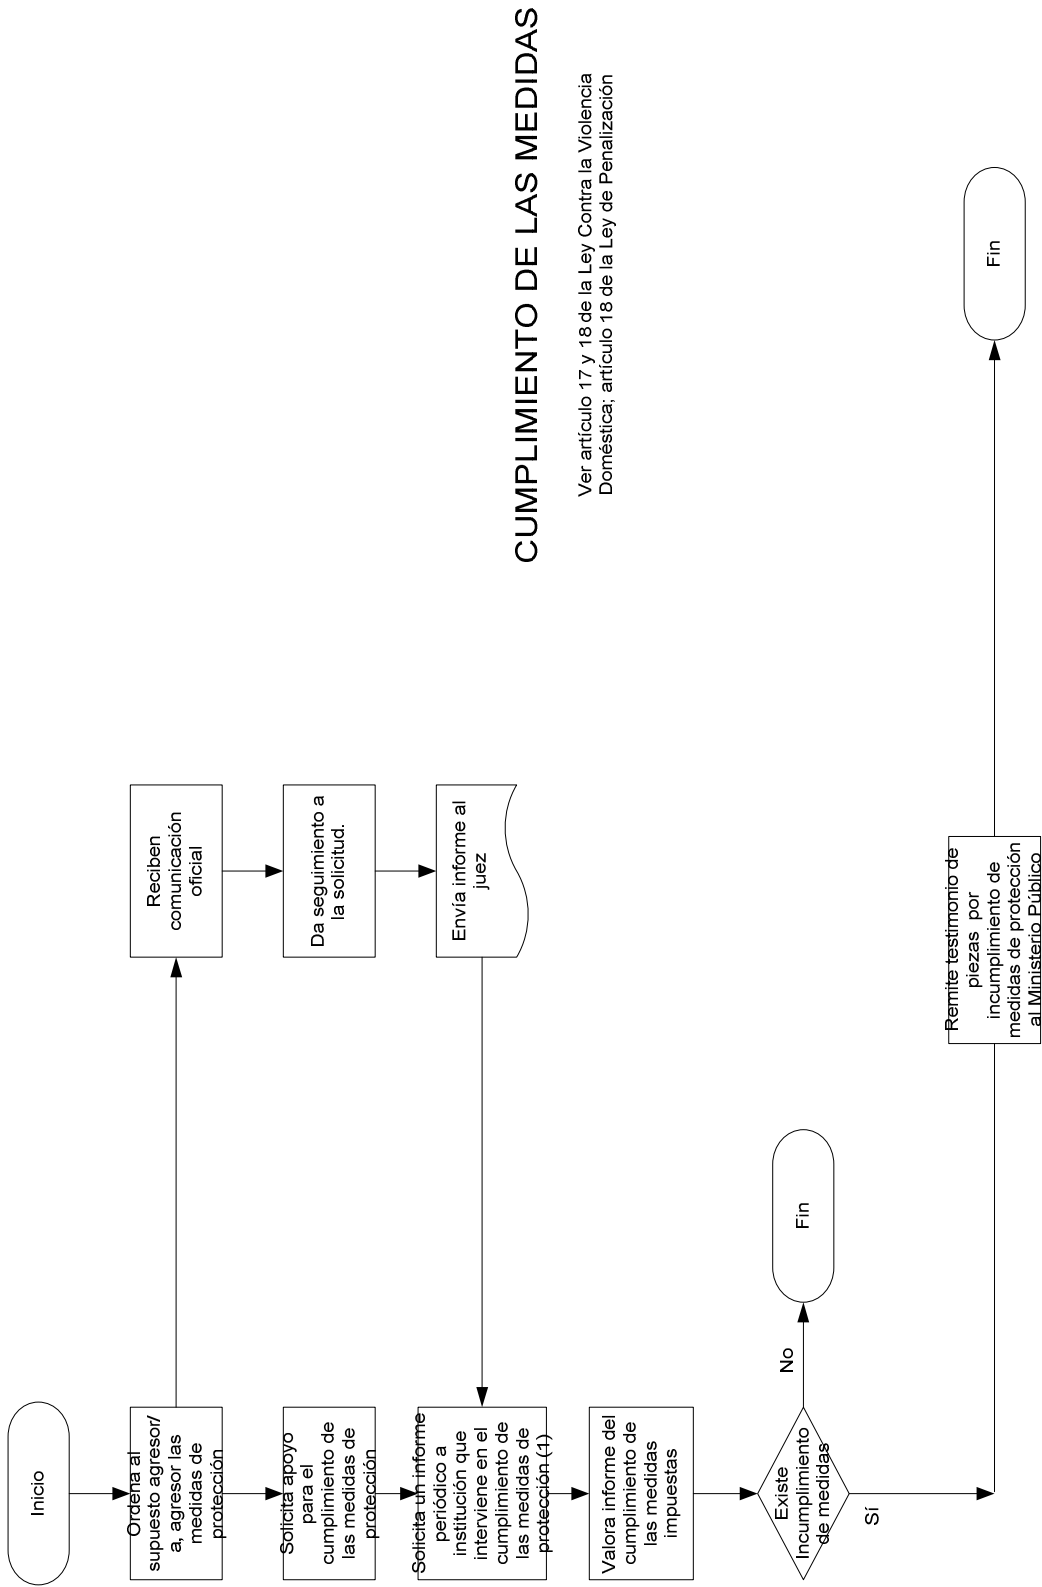 CUMPLIMIENTO DE LAS MEDIDAS
Ver artículo 17 y 18 de la Ley Contra la Violencia
Doméstica; artículo 18 de la Ley de Penalización
Inicio
Ordena al
supuesto agresor/
a, agresor las
medidas de
protección
Reciben
comunicación
oficial
Solicita apoyo
para el
cumplimiento de
las medidas de
protección
Da seguimiento a
la solicitud.
Solicita un informe
periódico a
institución que
interviene en el
cumplimiento de
las medidas de
protección (1)
Envía informe al
juez
Valora informe del
cumplimiento de
las medidas
impuestas
Existe
Incumplimiento
de medidas
No
Fin
Sí
Remite testimonio de
piezas por
incumplimiento de
medidas de protección
al Ministerio Público
Fin